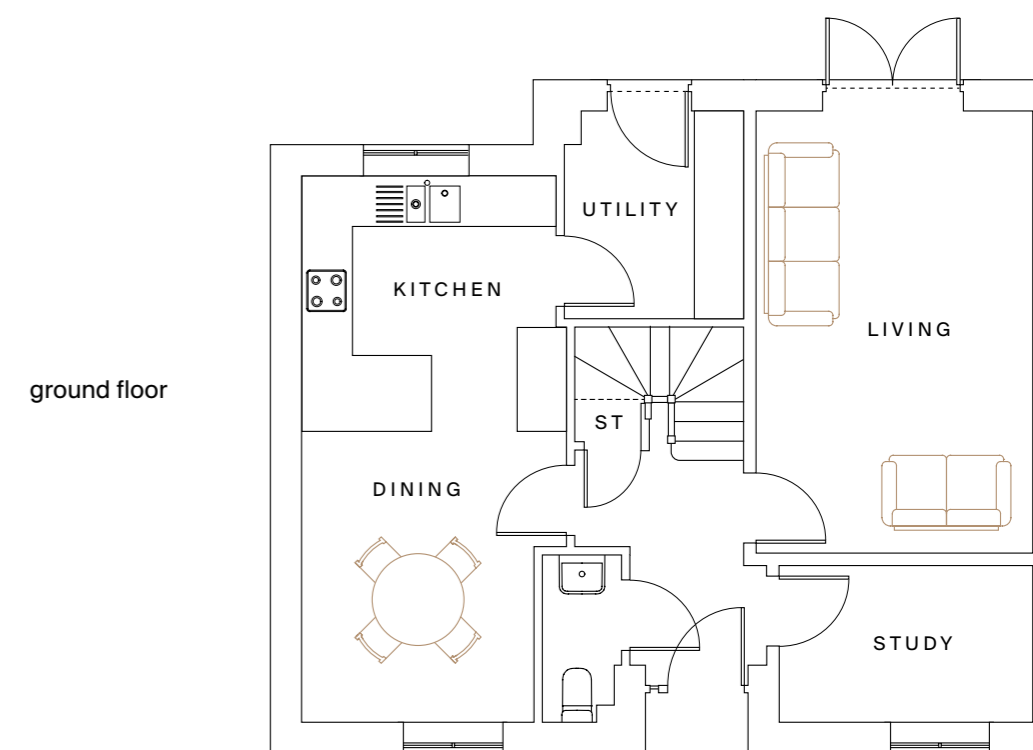 UTILITY
KITCHEN
LIVING
ground floor
ST
DINING
STUDY